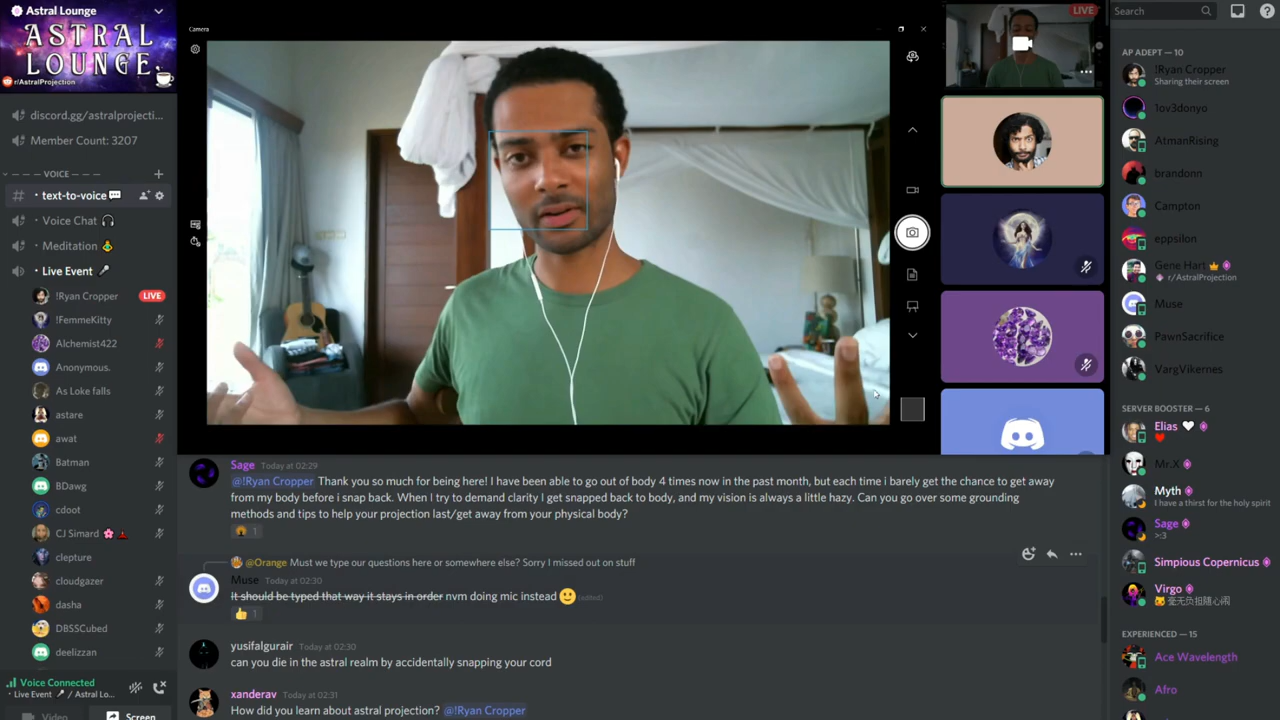 Astral Lounge
ASTRAL
LOUNGE
r/AstralProjection
discord.gg/astralprojecti...
Member Count: 3207
VOICE
text-to-voice
Voice Chat
Meditation
Live Event
!Ryan Cropper
LIVE
!FemmeKitty
Alchemist422
Anonymous.
As Loke falls
astare
awat
Batman
BDawg
cdoot
CJ Simard
clepture
cloudgazer
dasha
DBSSCubed
deelizzan
Voice Connected
Live Event / Astral Lo...
Video
Screen
Camera
LIVE
Sage Today at 02:29
@!Ryan Cropper Thank you so much for being here! I have been able to go out of body 4 times now in the past month, but each time i barely get the chance to get away
from my body before i snap back. When I try to demand clarity I get snapped back to body, and my vision is always a little hazy. Can you go over some grounding
methods and tips to help your projection last/get away from your physical body?
1
@Orange Must we type our questions here or somewhere else? Sorry I missed out on stuff
Muse Today at 02:30
It should be typed that way it stays in order nvm doing mic instead (edited)
1
yusifalgurair Today at 02:30
can you die in the astral realm by accidentally snapping your cord
xanderav Today at 02:31
How did you learn about astral projection? @!Ryan Cropper
Search
AP ADEPT — 10
!Ryan Cropper
Sharing their screen
1ov3donyo
AtmanRising
brandonn
Campton
eppsilon
Gene Hart
r/AstralProjection
Muse
PawnSacrifice
VargVikernes
SERVER BOOSTER — 6
Elias
Mr.X
Myth
I have a thirst for the holy spirit
Sage
>:3
Simpious Copernicus
Virgo
EXPERIENCED — 15
Ace Wavelength
Afro